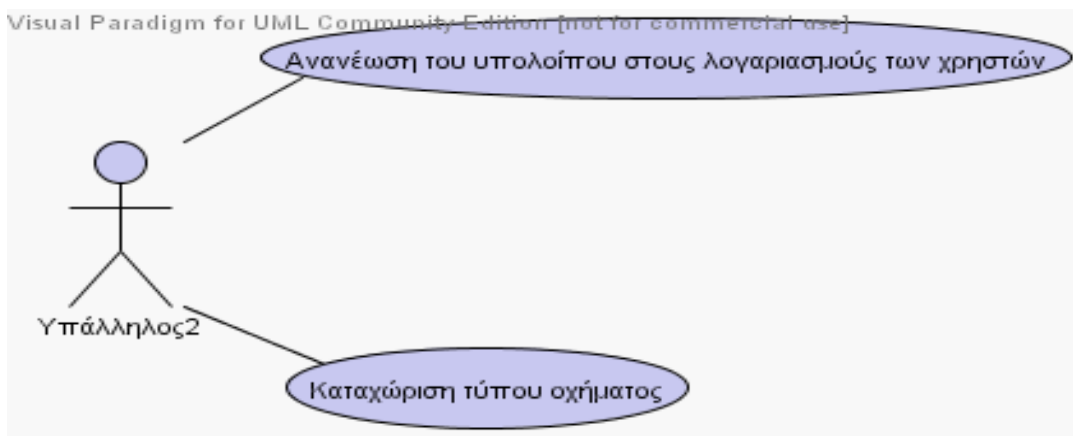 Visual Paradigm for UML Community Edition [not for commercial use]
Ανανέωση του υπολοίπου στους λογαριασμούς των χρηστών
Υπάλληλος2
Καταχώριση τύπου οχήματος